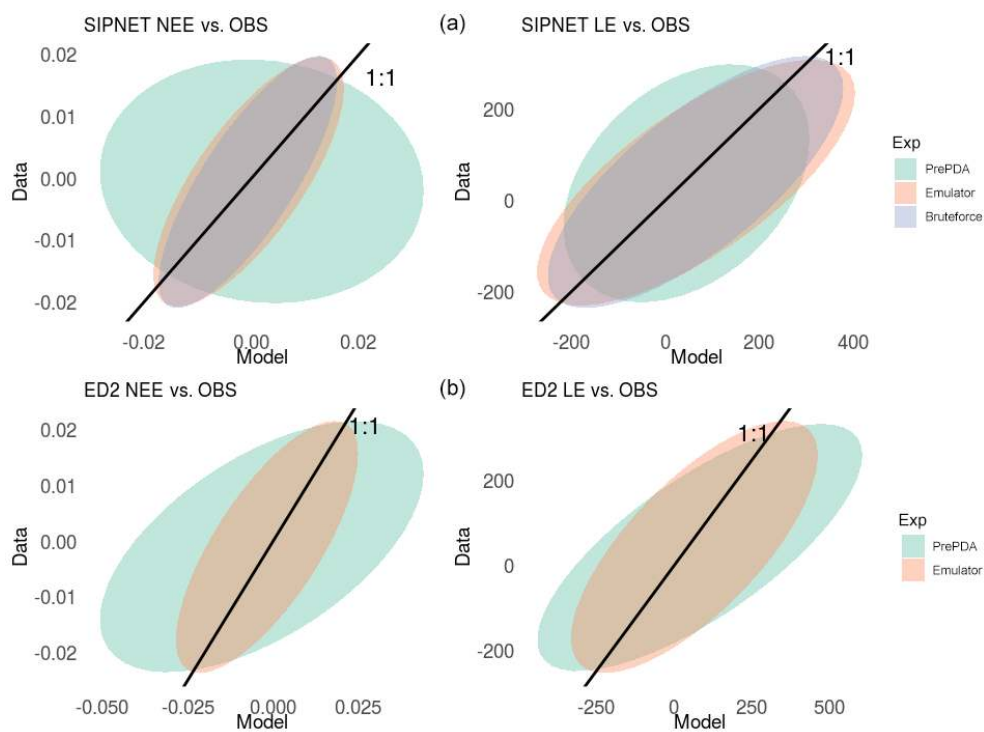 SIPNET NEE vs. OBS
(a)
SIPNET LE vs. OBS
0.02
0.01
0.00
-0.01
-0.02
Data
1:1
-0.02
0.00
0.02
Model
200
0
-200
Data
1:1
-200
0
200
400
Model
Exp
PrePDA
Emulator
Bruteforce
ED2 NEE vs. OBS
(b)
ED2 LE vs. OBS
0.02
0.01
0.00
-0.01
-0.02
Data
1:1
-0.050
-0.025
0.000
0.025
Model
200
0
-200
Data
1:1
-250
0
250
500
Model
Exp
PrePDA
Emulator